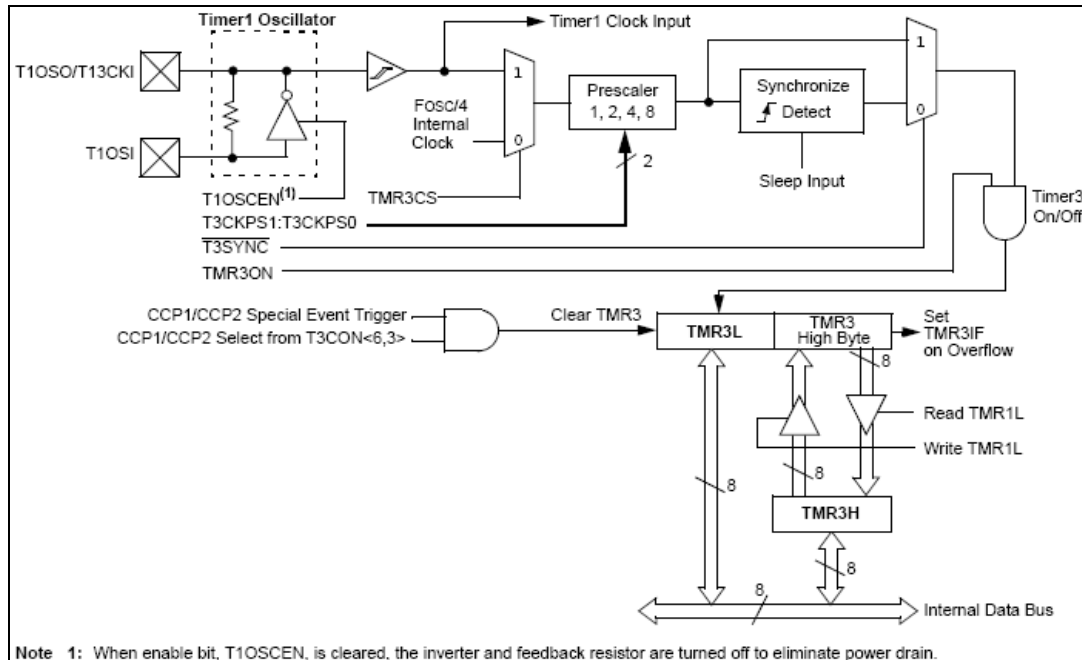 Timer1 Oscillator
Timer1 Clock Input
T1OSO/T13CKI
1
1
FOSC/4
Internal
Clock
Prescaler
1, 2, 4, 8
Synchronize
Detect
0
0
T1OSI
2
Sleep Input
T1OSCEN(1)
TMR3CS
T3CKPS1:T3CKPS0
T3SYNC
TMR3ON
Timer3
On/Off
CCP1/CCP2 Special Event Trigger
CCP1/CCP2 Select from T3CON<6,3>
Clear TMR3
TMR3L
TMR3
High Byte
Set
TMR3IF
on Overflow
8
Read TMR1L
Write TMR1L
8
8
TMR3H
8
8
Internal Data Bus
Note 1: When enable bit, T1OSCEN, is cleared, the inverter and feedback resistor are turned off to eliminate power drain.